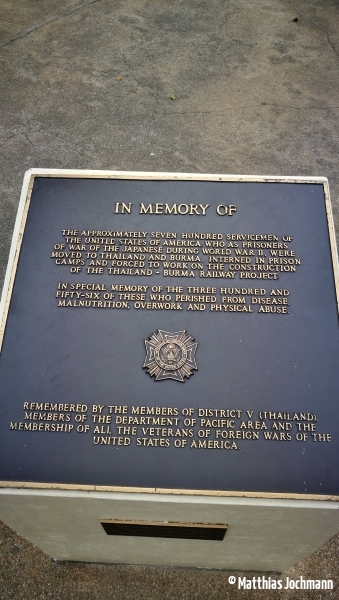 IN MEMORY OF
THE APPROXIMATELY SEVEN HUNDRED SERVICEMEN OF
THE UNITED STATES OF AMERICA WHO AS PRISONERS
OF WAR OF THE JAPANESE DURING WORLD WAR II, WERE
MOVED TO THAILAND AND BURMA, INTERNED IN PRISON
CAMPS AND FORCED TO WORK ON THE CONSTRUCTION
OF THE THAILAND - BURMA RAILWAY PROJECT
IN SPECIAL MEMORY OF THE THREE HUNDRED AND
FIFTY-SIX OF THESE WHO PERISHED FROM DISEASE,
MALNUTRITION, OVERWORK AND PHYSICAL ABUSE.
REMEMBERED BY THE MEMBERS OF DISTRICT V (THAILAND),
MEMBERS OF THE DEPARTMENT OF PACIFIC AREA AND THE
MEMBERSHIP OF ALL THE VETERANS OF FOREIGN WARS OF THE
UNITED STATES OF AMERICA.
© Matthias Jochmann